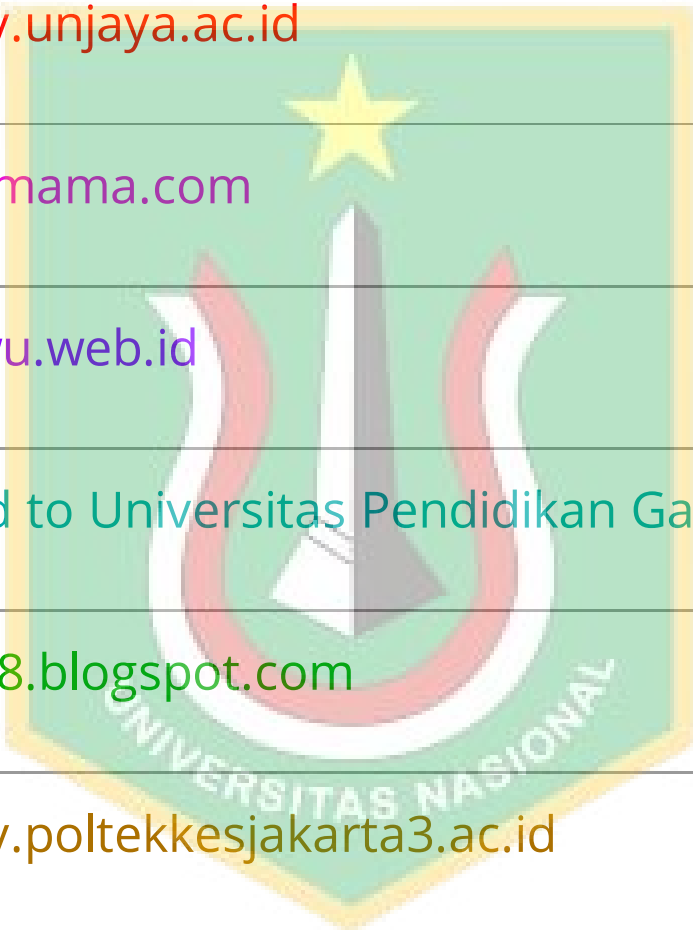 y.unjaya.ac.id
mama.com
u.web.id
d to Universitas Pendidikan Ga
8.blogspot.com
UNIVERSITAS NASIONAL
y.poltekkesjakarta3.ac.id